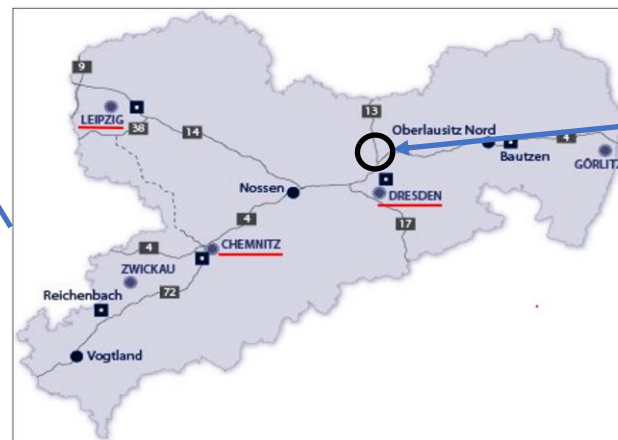 9
13
LEIPZIG
38
14
Oberlausitz Nord
4
Bautzen
GÖRLITZ
Nossen
DRESDEN
4
17
4
CHEMNITZ
ZWICKAU
72
Reichenbach
Vogtland